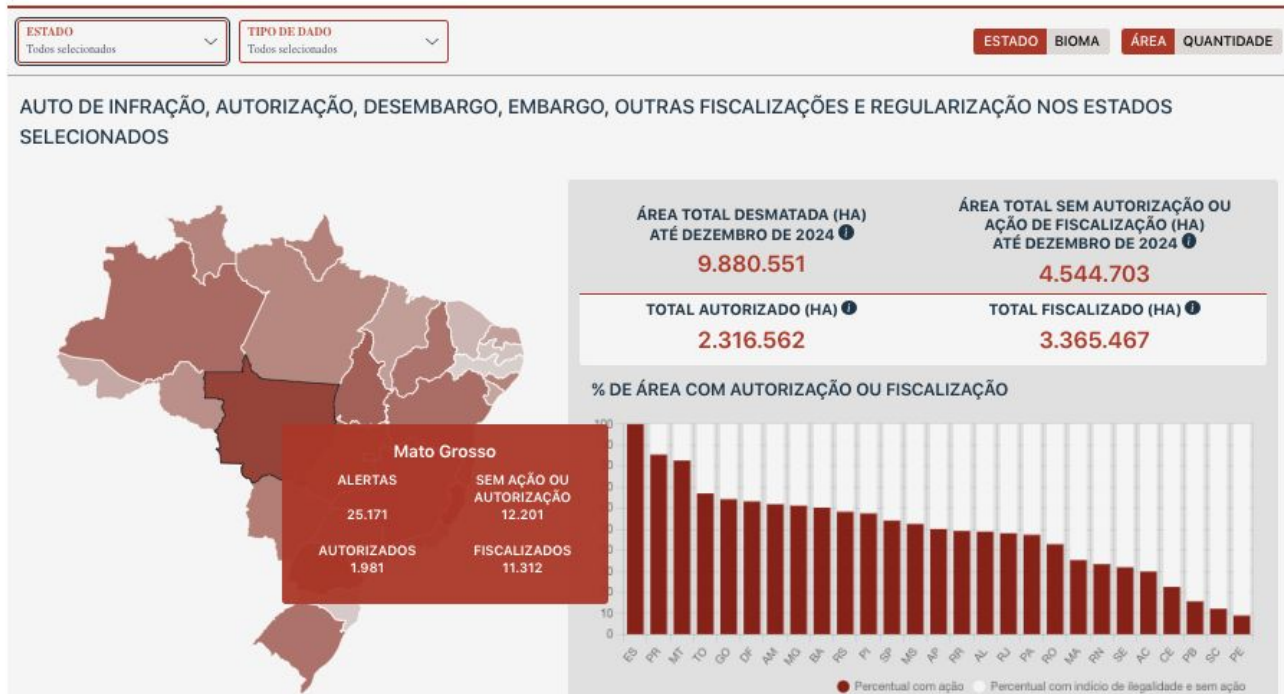 ESTADO
Todos selecionados
TIPO DE DADO
Todos selecionados
ESTADO BIOMA ÁREA QUANTIDADE
AUTO DE INFRAÇÃO, AUTORIZAÇÃO, DESEMBARGO, EMBARGO, OUTRAS FISCALIZAÇÕES E REGULARIZAÇÃO NOS ESTADOS
SELECIONADOS
ÁREA TOTAL DESMATADA (HA)
ATÉ DEZEMBRO DE 2024
9.880.551
ÁREA TOTAL SEM AUTORIZAÇÃO OU
AÇÃO DE FISCALIZAÇÃO (HA)
ATÉ DEZEMBRO DE 2024
4.544.703
TOTAL AUTORIZADO (HA)
2.316.562
TOTAL FISCALIZADO (HA)
3.365.467
% DE ÁREA COM AUTORIZAÇÃO OU FISCALIZAÇÃO
Mato Grosso
ALERTAS
25.171
SEM AÇÃO OU
AUTORIZAÇÃO
12.201
AUTORIZADOS
1.981
FISCALIZADOS
11.312
10
0
ES PR MT TO GO DF AM MG BA RS PI SP MS AP RR AL RJ PA RO MA RN SE AC CE PB SC PE
Percentual com ação Percentual com indício de ilegalidade e sem ação